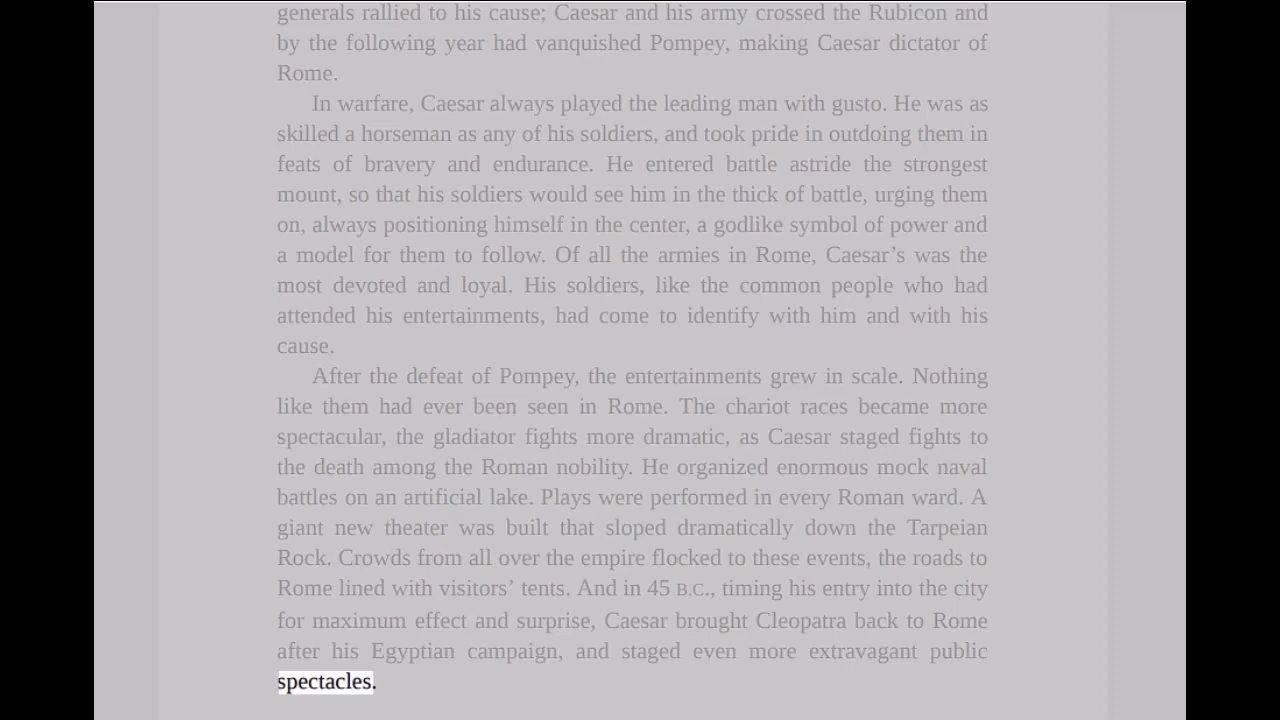 generals rallied to his cause; Caesar and his army crossed the Rubicon and
by the following year had vanquished Pompey, making Caesar dictator of
Rome.
In warfare, Caesar always played the leading man with gusto. He was as
skilled a horseman as any of his soldiers, and took pride in outdoing them in
feats of bravery and endurance. He entered battle astride the strongest
mount, so that his soldiers would see him in the thick of battle, urging them
on, always positioning himself in the center, a godlike symbol of power and
a model for them to follow. Of all the armies in Rome, Caesar’s was the
most devoted and loyal. His soldiers, like the common people who had
attended his entertainments, had come to identify with him and with his
cause.
After the defeat of Pompey, the entertainments grew in scale. Nothing
like them had ever been seen in Rome. The chariot races became more
spectacular, the gladiator fights more dramatic, as Caesar staged fights to
the death among the Roman nobility. He organized enormous mock naval
battles on an artificial lake. Plays were performed in every Roman ward. A
giant new theater was built that sloped dramatically down the Tarpeian
Rock. Crowds from all over the empire flocked to these events, the roads to
Rome lined with visitors’ tents. And in 45 B.C., timing his entry into the city
for maximum effect and surprise, Caesar brought Cleopatra back to Rome
after his Egyptian campaign, and staged even more extravagant public
spectacles.